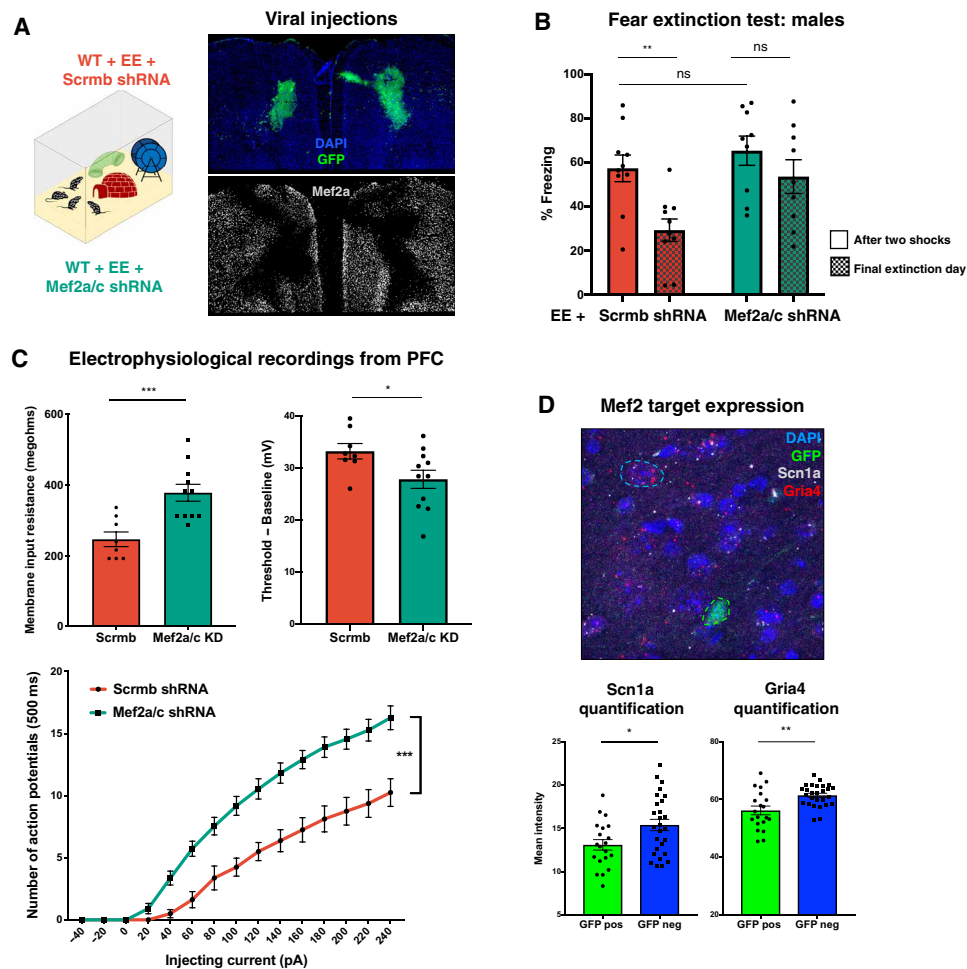 A
Viral injections
WT + EE +
Scrmb shRNA
DAPI
GFP
Mef2a
WT + EE +
Mef2a/c shRNA
B
Fear extinction test: males
ns
**
ns
% Freezing
100
80
60
40
20
0
After two shocks
Final extinction day
EE + Scrmb shRNA Mef2a/c shRNA
C
Electrophysiological recordings from PFC
***
Membrane input resistance (megohms)
600
400
200
0
Scrmb Mef2a/c KD
*
Threshold – Baseline (mV)
40
30
20
10
0
Scrmb Mef2a/c KD
Number of action potentials (500 ms)
20
15
10
5
0
Scrmb shRNA
Mef2a/c shRNA
***
–40 –20 0 20 40 60 80 100 120 140 160 180 200 220 240
Injecting current (pA)
D
Mef2 target expression
DAPI
GFP
Scn1a
Gria4
Scn1a
quantification
*
Mean intensity
25
20
15
10
5
GFP pos GFP neg
Gria4
quantification
**
80
60
40
20
GFP pos GFP neg